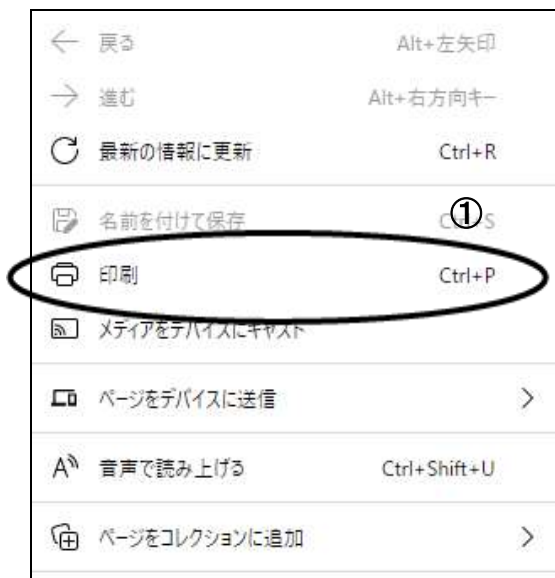 戻る Alt+左矢印
進む Alt+右方向キー
最新の情報に更新 Ctrl+R
名前を付けて保存 Ctrl+S
①
印刷 Ctrl+P
メディアをデバイスにキャスト
ページをデバイスに送信
音声で読み上げる Ctrl+Shift+U
ページをコレクションに追加